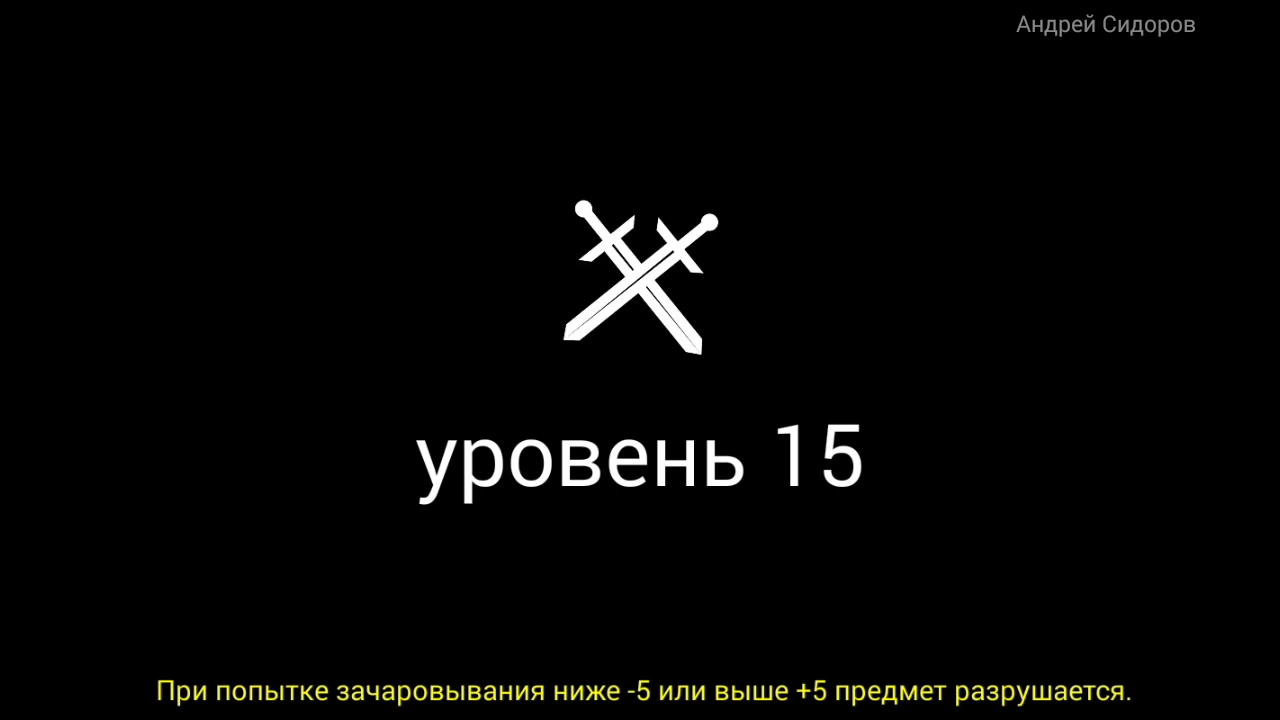 Андрей Сидоров
уровень 15
При попытке зачаровывания ниже -5 или выше +5 предмет разрушается.